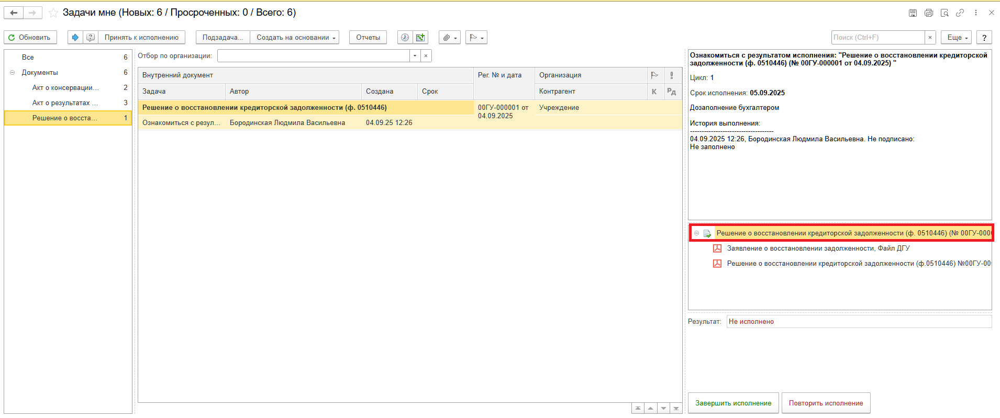 Задачи мне (Новых: 6 / Просроченных: 0 / Всего: 6)
Обновить
Принять к исполнению
Подзадача...
Создать на основании
Отчеты
Поиск (Ctrl+F)
×
Еще
?
Все 6
Документы 6
Акт о консервации... 2
Акт о результатах ... 3
Решение о восста... 1
Отбор по организации:
×
Внутренний документ
Рег. № и дата
Организация
Задача
Автор
Создана
Срок
Контрагент
К
Рд
Решение о восстановлении кредиторской задолженности (ф. 0510446)
00ГУ-000001 от
04.09.2025
Учреждение
Ознакомиться с резул...
Бородинская Людмила Васильевна
04.09.25 12:26
Ознакомиться с результатом исполнения: "Решение о восстановлении кредиторской
задолженности (ф. 0510446) (№ 00ГУ-000001 от 04.09.2025) "
Цикл: 1
Срок исполнения: 05.09.2025
Дозаполнение бухгалтером
История выполнения:
------------------------------------
04.09.2025 12:26, Бородинская Людмила Васильевна. Не подписано:
Не заполнено
Решение о восстановлении кредиторской задолженности (ф. 0510446) (№ 00ГУ-000
Заявление о восстановлении задолженности, Файл ДГУ
Решение о восстановлении кредиторской задолженности (ф.0510446) №00ГУ-00
Результат: Не исполнено
Завершить исполнение
Повторить исполнение